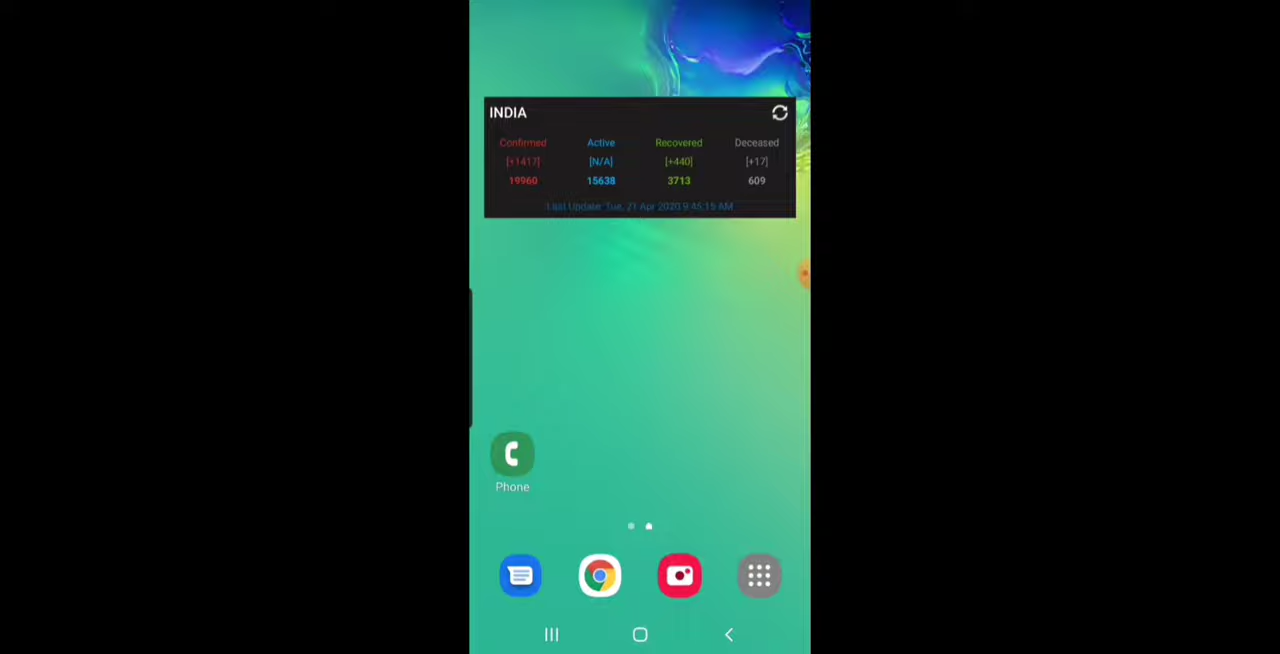 INDIA
Confirmed Active Recovered Deceased
[+1417] [N/A] [+440] [+17]
19960 15638 3713 609
Last Update: Tue, 21 Apr 2020 9:45:15 AM
Phone